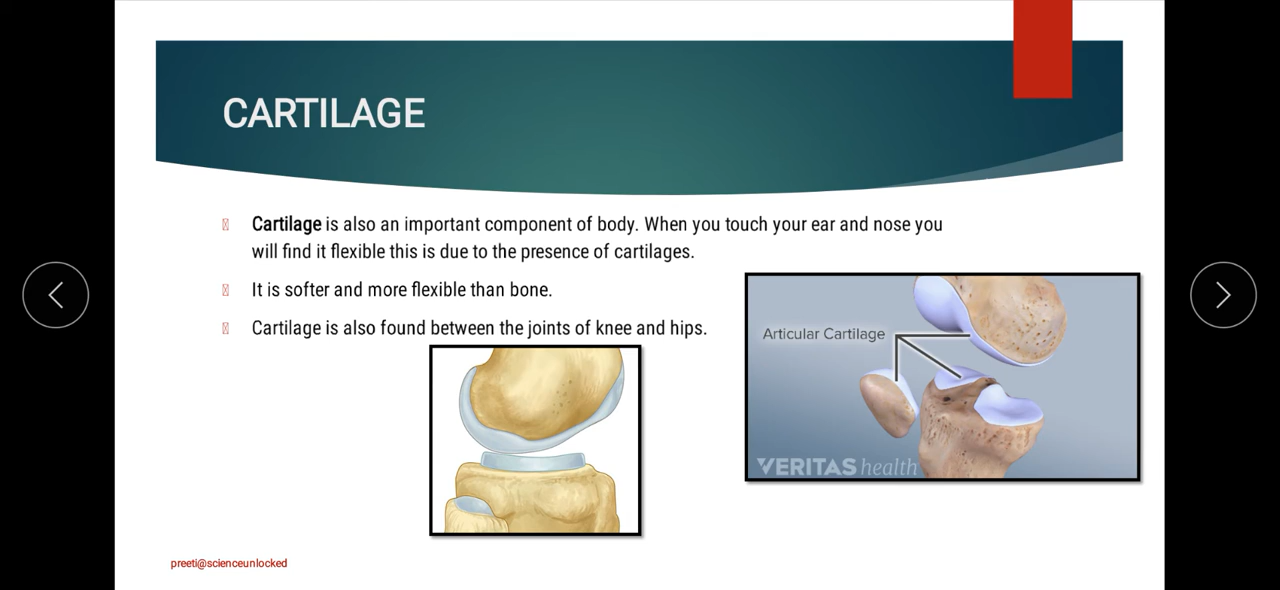 CARTILAGE
Cartilage is also an important component of body. When you touch your ear and nose you
will find it flexible this is due to the presence of cartilages.
It is softer and more flexible than bone.
Cartilage is also found between the joints of knee and hips.
Articular Cartilage
VERITAS health
preeti@scienceunlocked